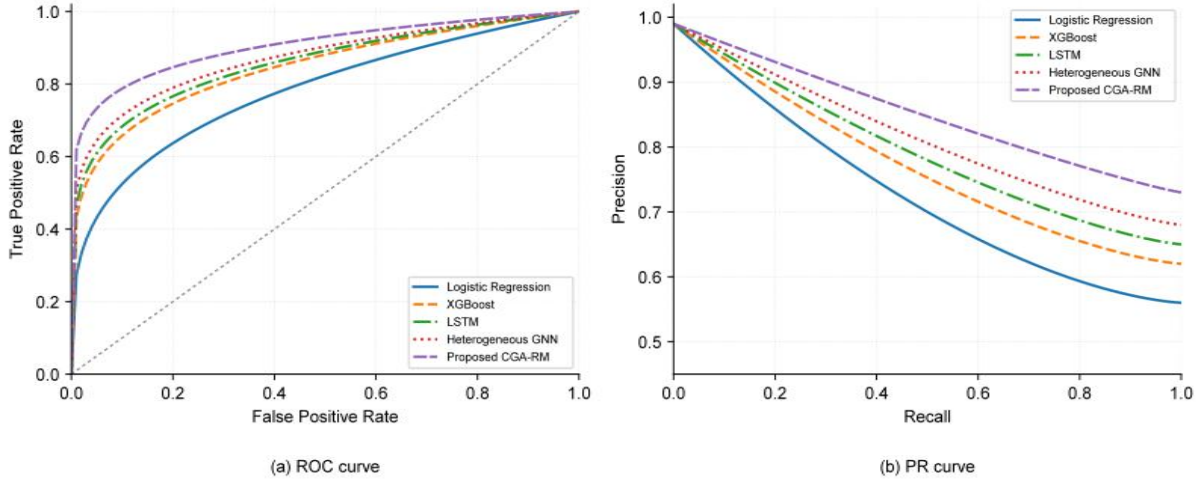 1.0
0.8
0.6
0.4
0.2
0.0
True Positive Rate
0.0 0.2 0.4 0.6 0.8 1.0
False Positive Rate
Logistic Regression
XGBoost
LSTM
Heterogeneous GNN
Proposed CGA-RM
(a) ROC curve
1.0
0.9
0.8
0.7
0.6
0.5
Precision
0.0 0.2 0.4 0.6 0.8 1.0
Recall
Logistic Regression
XGBoost
LSTM
Heterogeneous GNN
Proposed CGA-RM
(b) PR curve